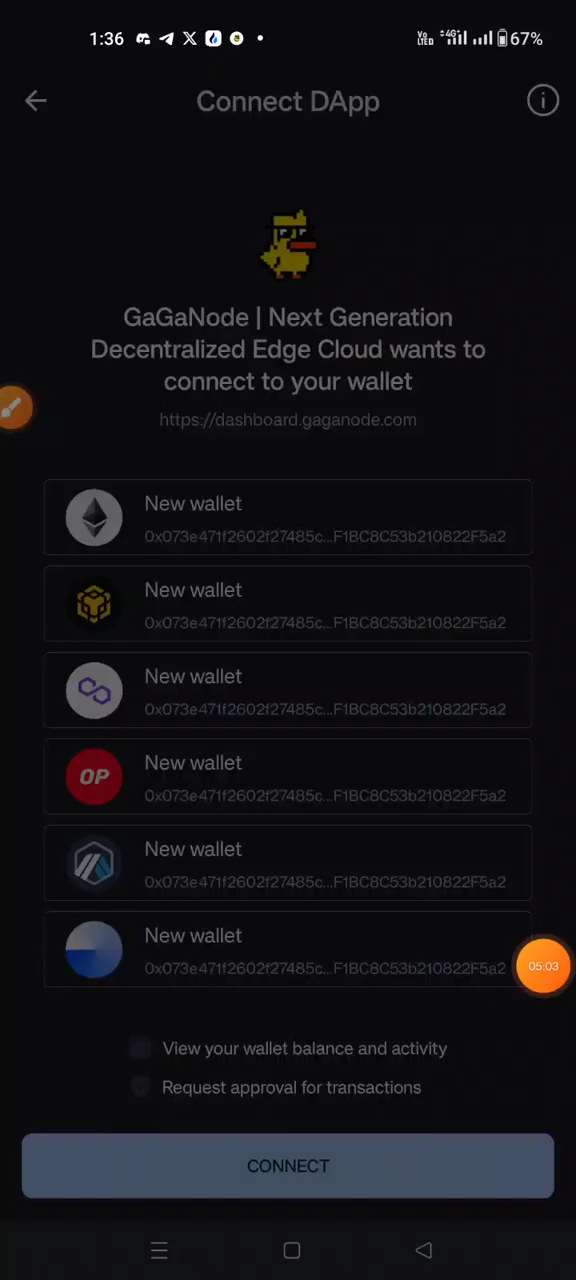 1:36
Vo LTED 4G 67%
Connect DApp
GaGaNode | Next Generation
Decentralized Edge Cloud wants to
connect to your wallet
https://dashboard.gaganode.com
New wallet
0x073e471f2602f27485c...F1BC8C53b210822F5a2
New wallet
0x073e471f2602f27485c...F1BC8C53b210822F5a2
New wallet
0x073e471f2602f27485c...F1BC8C53b210822F5a2
OP
New wallet
0x073e471f2602f27485c...F1BC8C53b210822F5a2
New wallet
0x073e471f2602f27485c...F1BC8C53b210822F5a2
New wallet
0x073e471f2602f27485c...F1BC8C53b210822F5a2
05:03
View your wallet balance and activity
Request approval for transactions
CONNECT